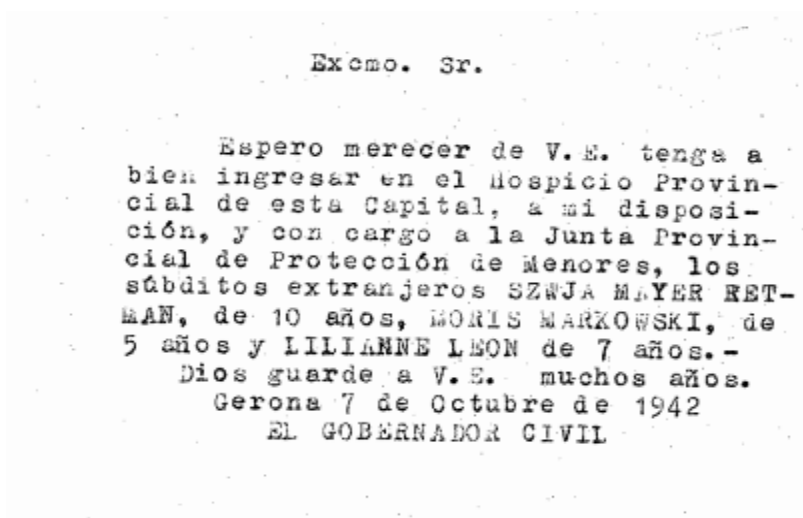 Excmo. Sr.
Espero merecer de V.E. tenga a
bien ingresar en el Hospicio Provin-
cial de esta Capital, a mi disposi-
ción, y con cargo a la Junta Provin-
cial de Protección de Menores, los
súbditos extranjeros SZWJA MAYER RET-
MAN, de 10 años, BORIS MARKOWSKI, de
5 años y LILIANNE LEON de 7 años.-
Dios guarde a V.E. muchos años.
Gerona 7 de Octubre de 1942
EL GOBERNADOR CIVIL